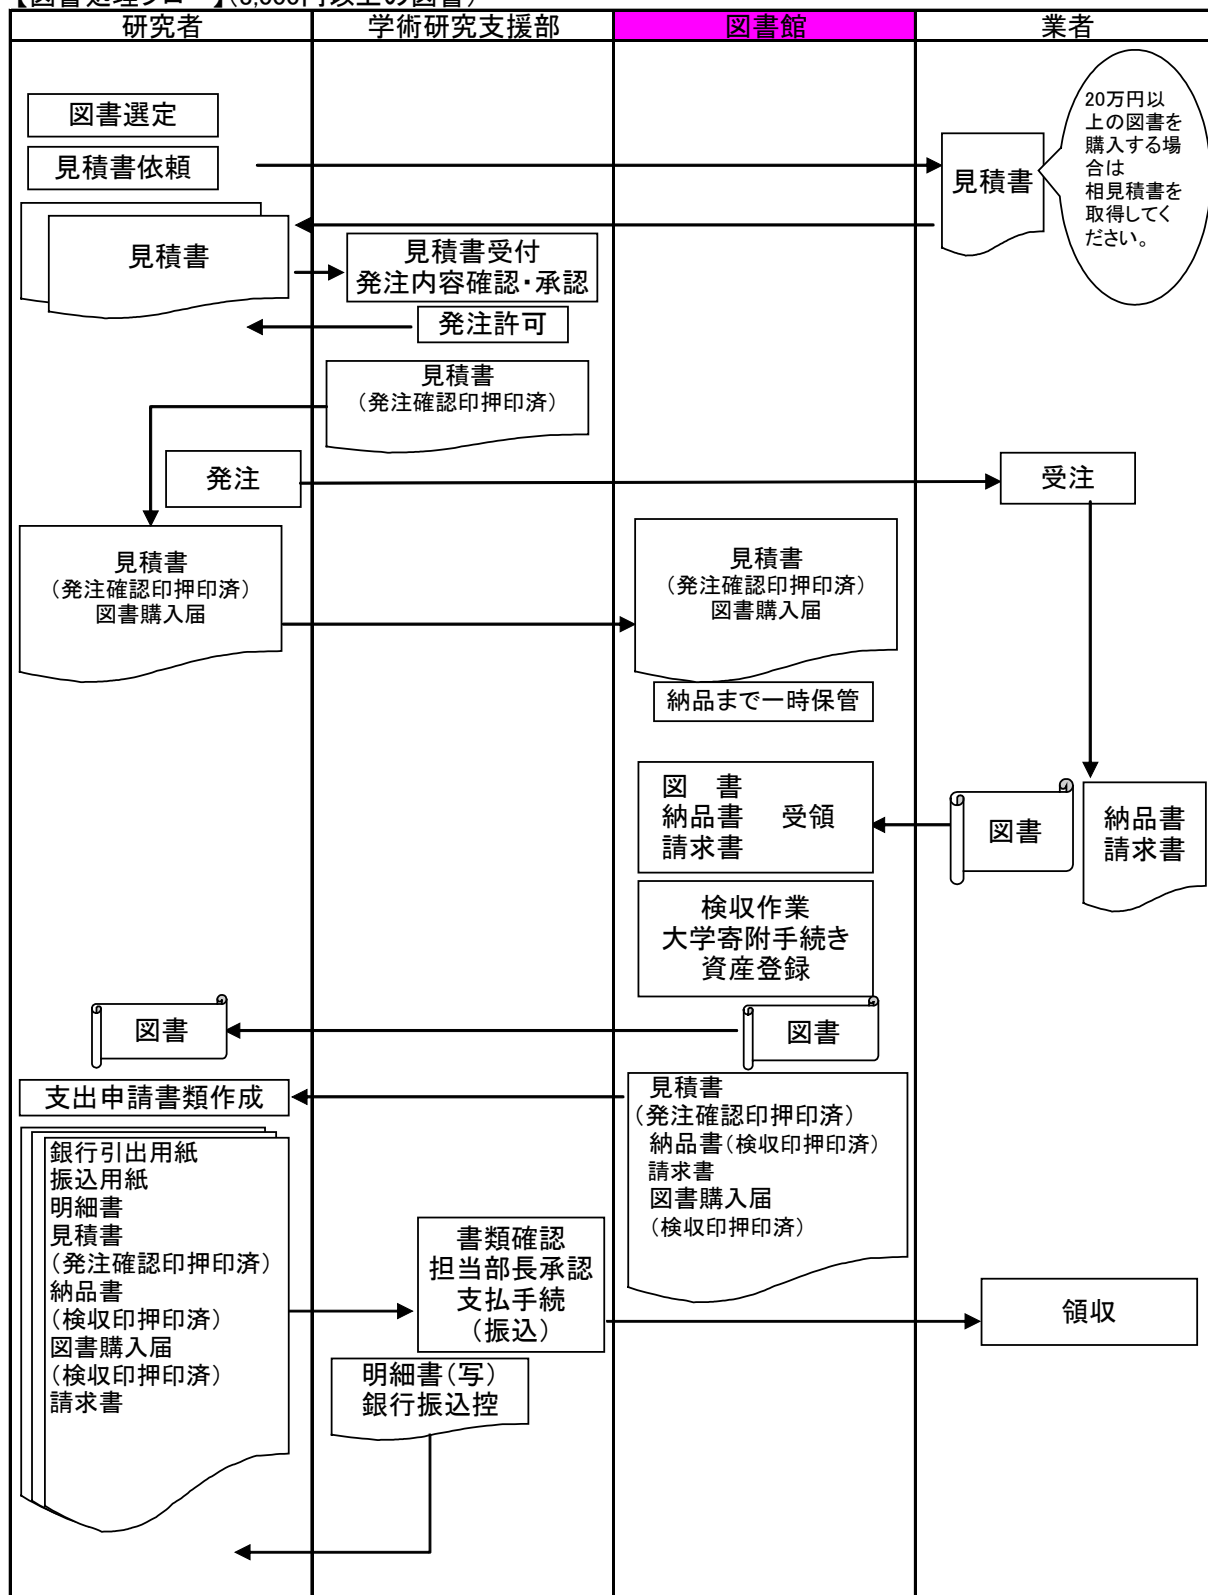 研究者
学術研究支援部
図書館
業者
図書選定
見積書依頼
見積書
20万円以
上の図書を
購入する場
合は
相見積書を
取得してく
ださい。
見積書
見積書受付
発注内容確認・承認
発注許可
見積書
（発注確認印押印済）
発注
受注
見積書
（発注確認印押印済）
図書購入届
見積書
（発注確認印押印済）
図書購入届
納品まで一時保管
図　書
納品書　受領
請求書
図書
納品書
請求書
検収作業
大学寄附手続き
資産登録
図書
図書
支出申請書類作成
見積書
（発注確認印押印済）
納品書（検収印押印済）
請求書
図書購入届
（検収印押印済）
銀行引出用紙
振込用紙
明細書
見積書
（発注確認印押印済）
納品書
（検収印押印済）
図書購入届
（検収印押印済）
請求書
書類確認
担当部長承認
支払手続
（振込）
領収
明細書（写）
銀行振込控